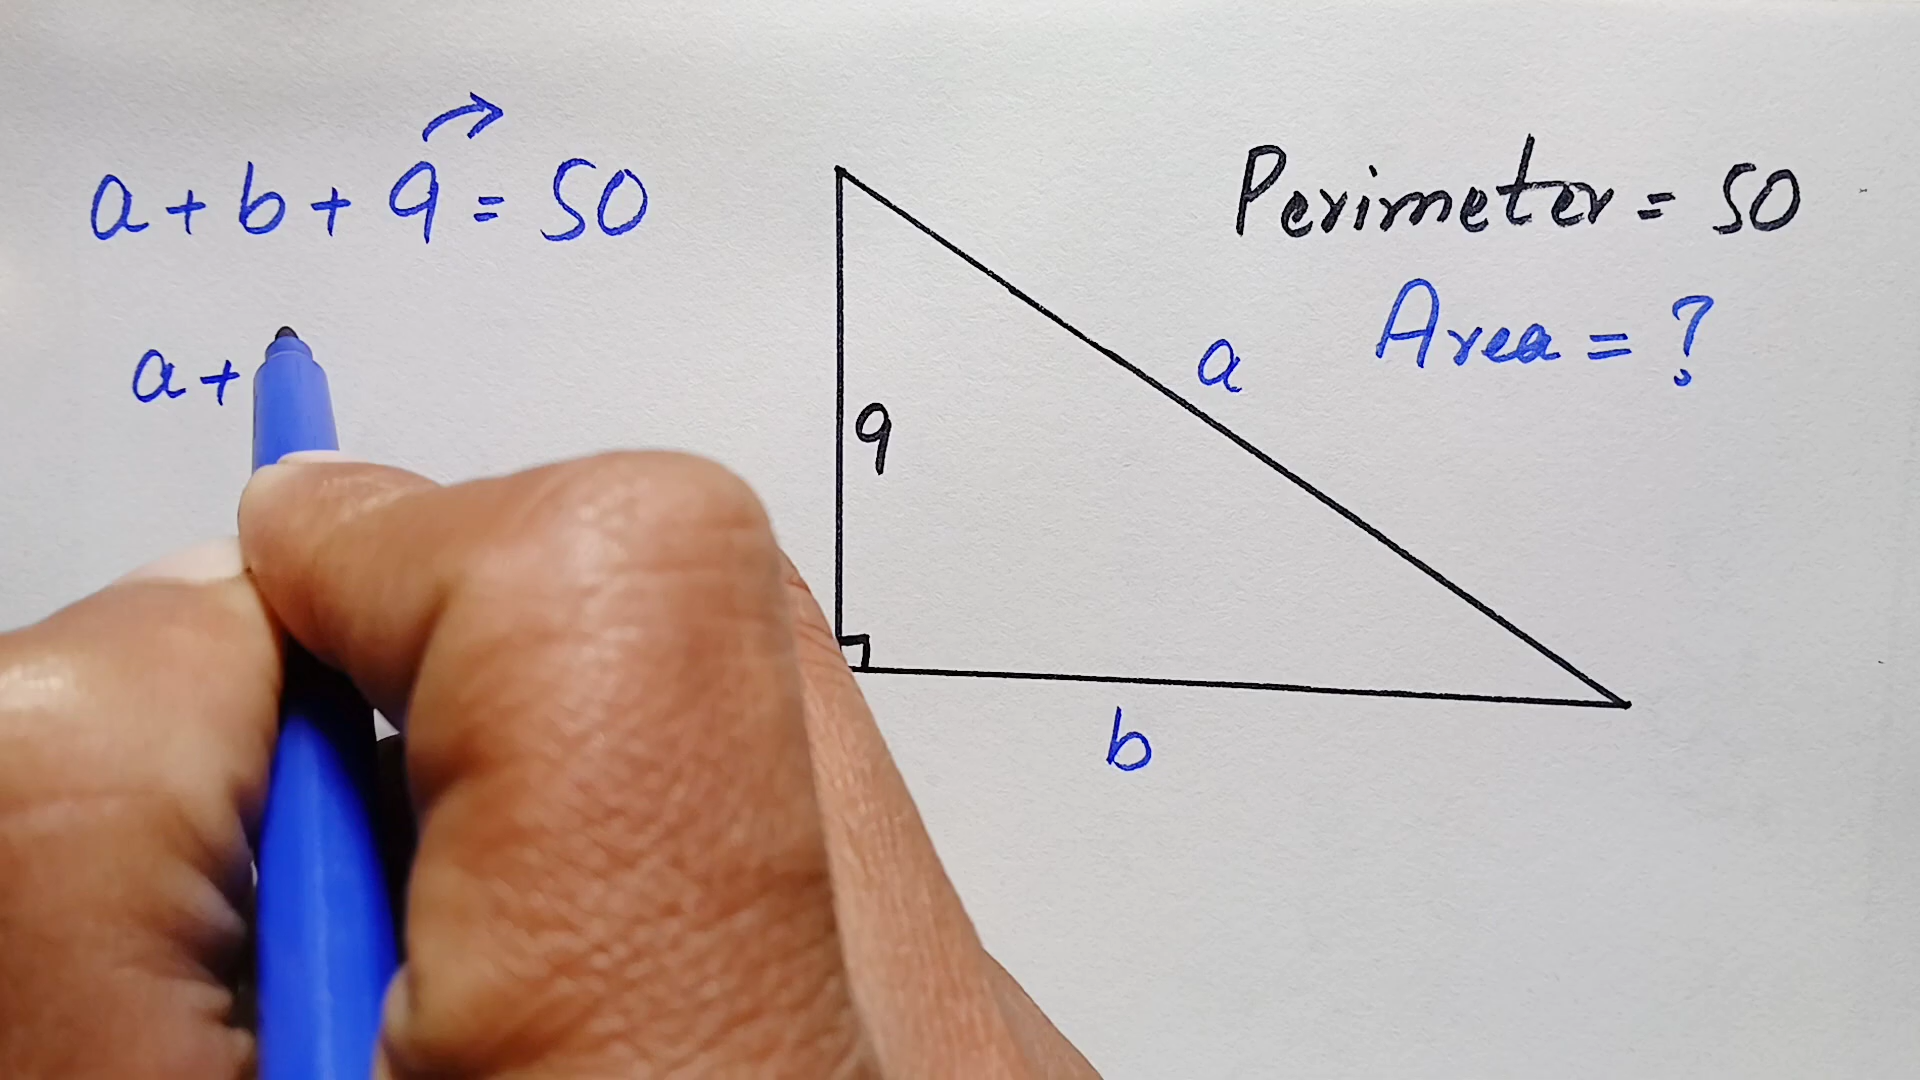 a + b + 9 = 50
Perimeter = 50
Area = ?
a +
a
9
b